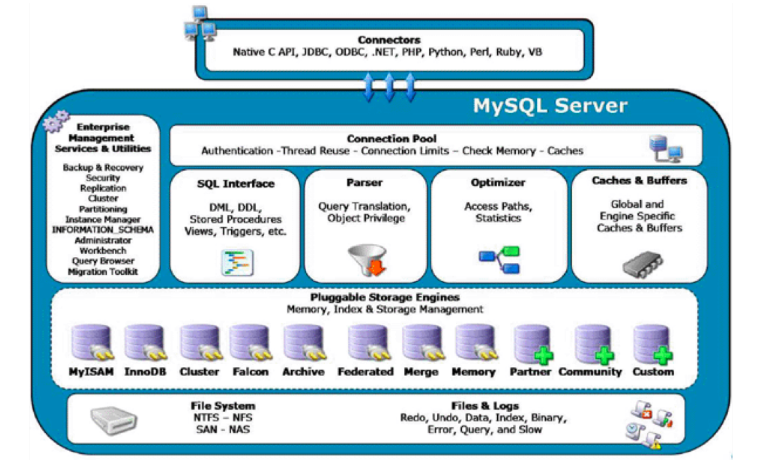 Connectors
Native C API, JDBC, ODBC, .NET, PHP, Python, Perl, Ruby, VB
MySQL Server
Enterprise
Management
Services & Utilities
Backup & Recovery
Security
Replication
Cluster
Partitioning
Instance Manager
INFORMATION_SCHEMA
Administrator
Workbench
Query Browser
Migration Toolkit
Connection Pool
Authentication -Thread Reuse - Connection Limits – Check Memory - Caches
SQL Interface
DML, DDL,
Stored Procedures
Views, Triggers, etc.
Parser
Query Translation,
Object Privilege
Optimizer
Access Paths,
Statistics
Caches & Buffers
Global and
Engine Specific
Caches & Buffers
Pluggable Storage Engines
Memory, Index & Storage Management
MyISAM InnoDB Cluster Falcon Archive Federated Merge Memory Partner Community Custom
File System
NTFS – NFS
SAN - NAS
Files & Logs
Redo, Undo, Data, Index, Binary,
Error, Query, and Slow